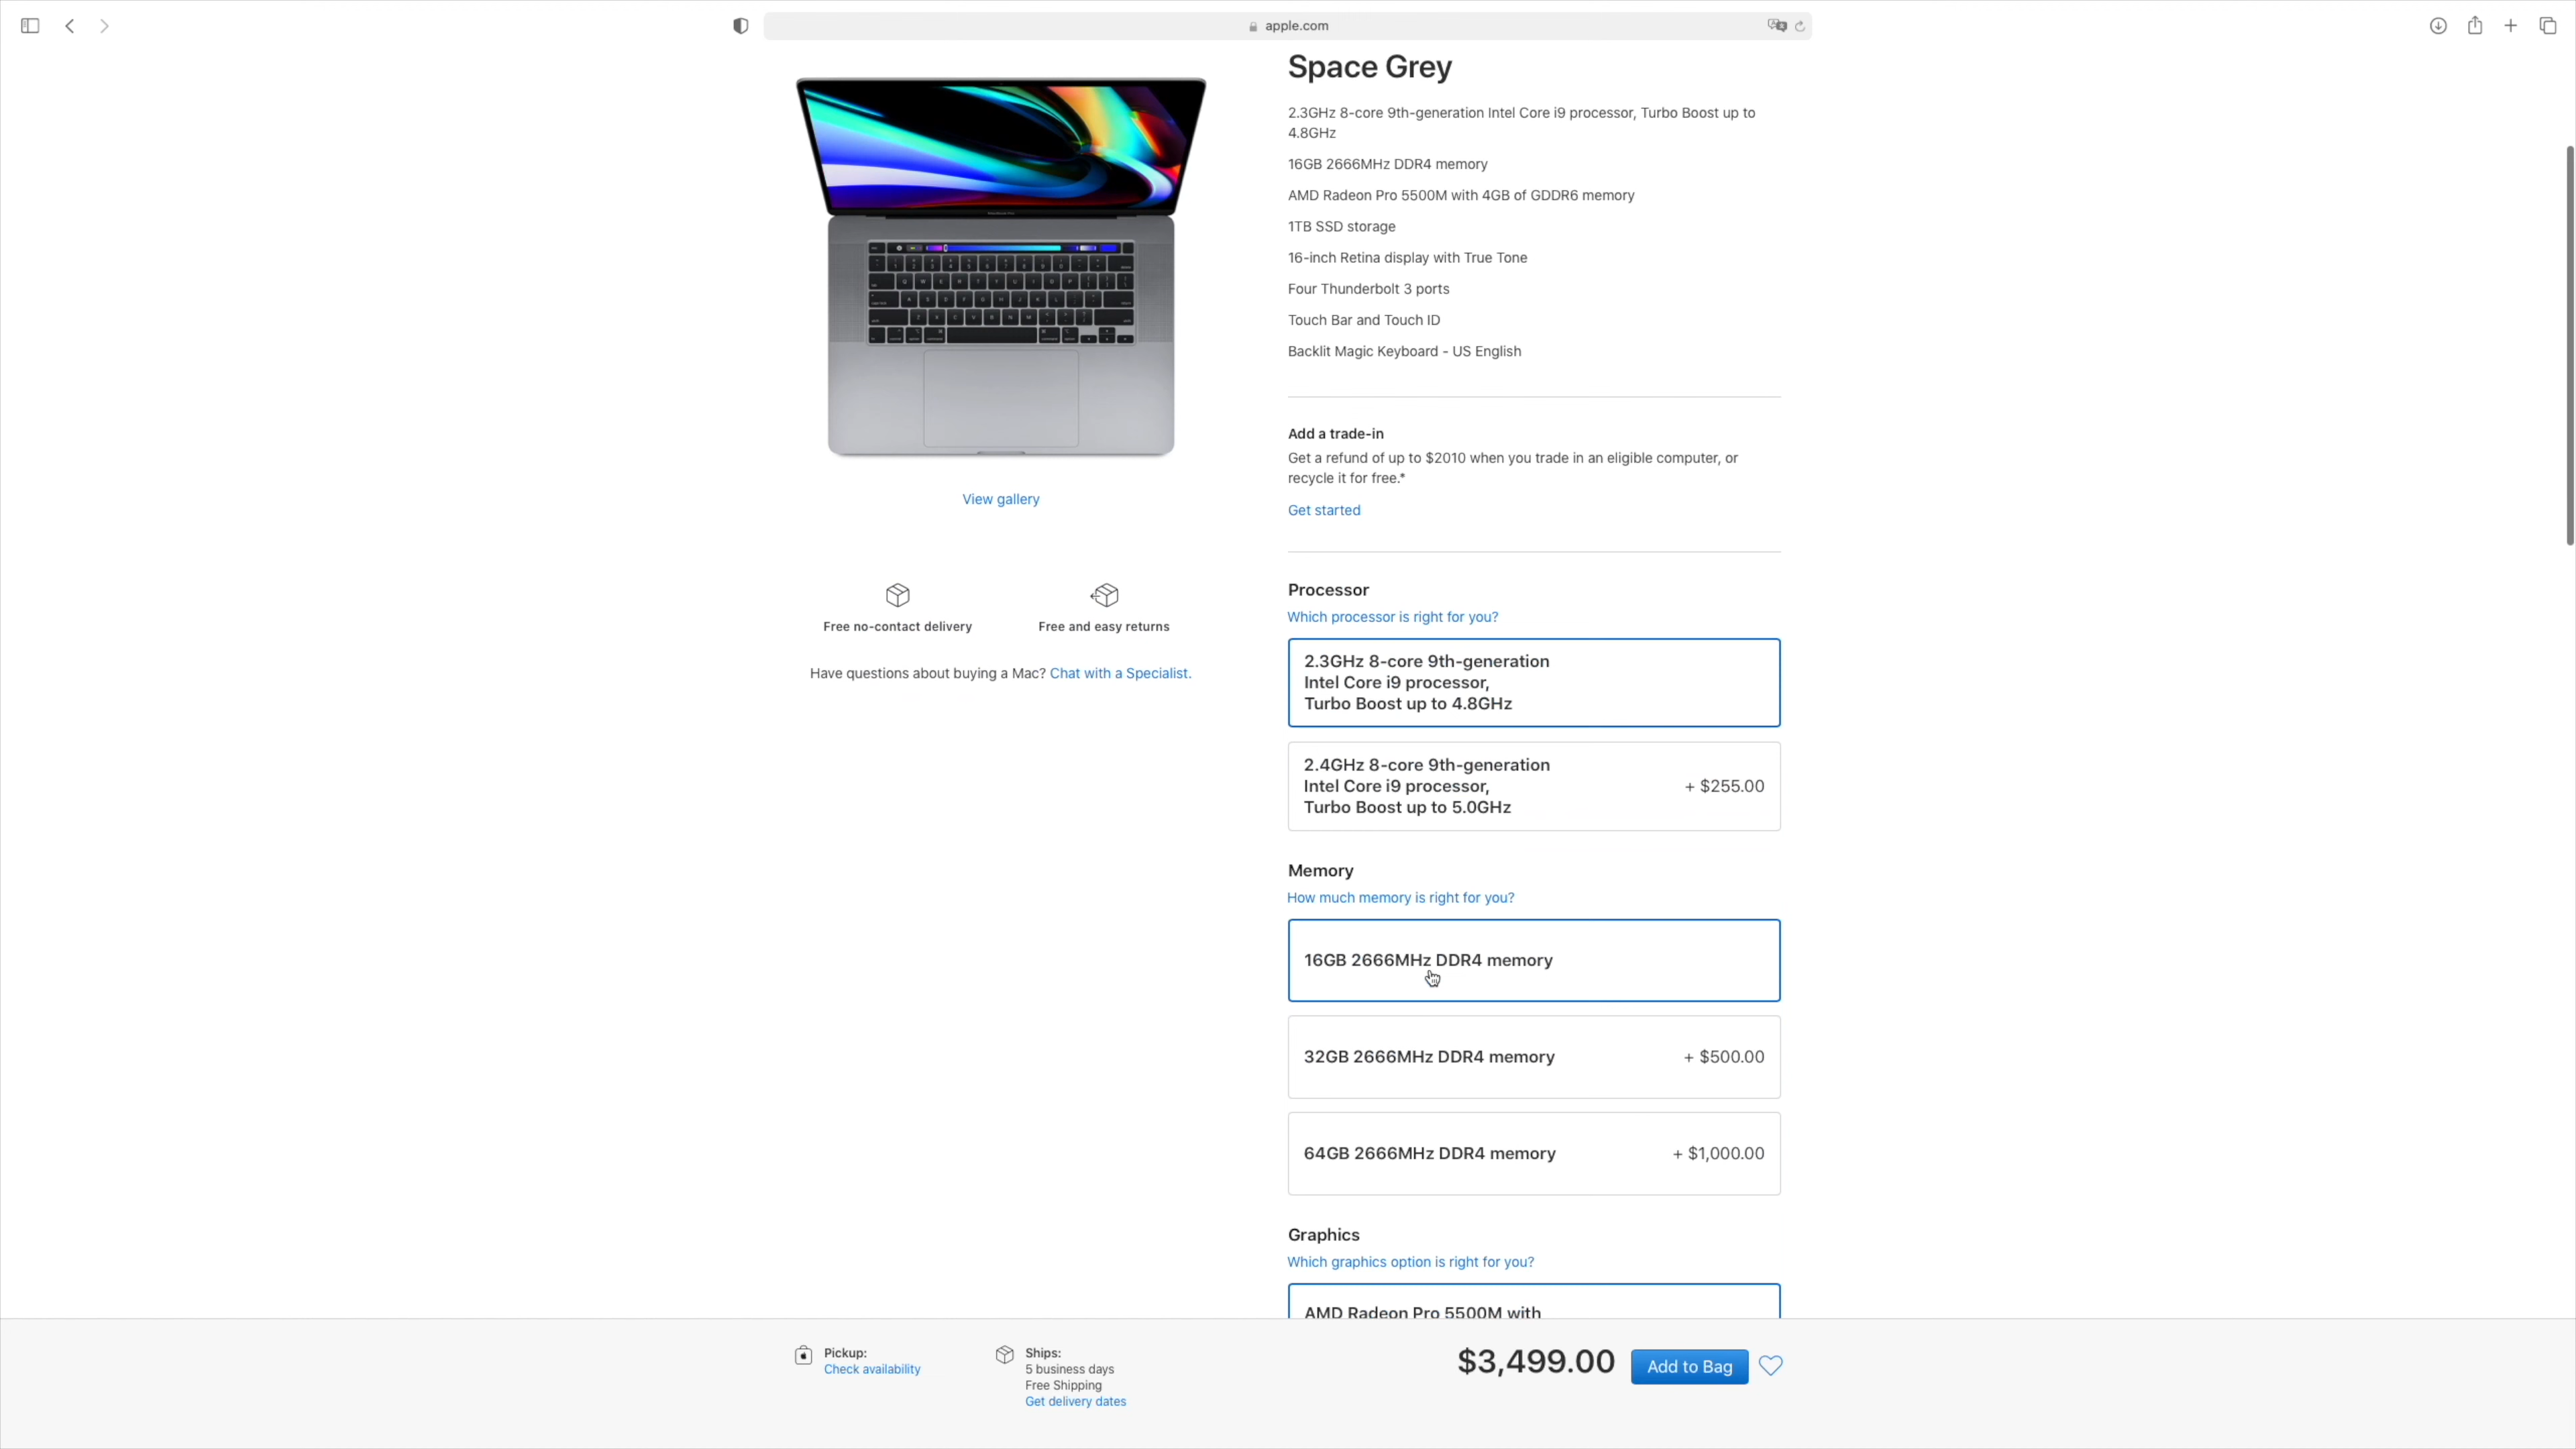 apple.com
Space Grey
2.3GHz 8-core 9th-generation Intel Core i9 processor, Turbo Boost up to
4.8GHz
16GB 2666MHz DDR4 memory
AMD Radeon Pro 5500M with 4GB of GDDR6 memory
1TB SSD storage
16-inch Retina display with True Tone
Four Thunderbolt 3 ports
Touch Bar and Touch ID
Backlit Magic Keyboard - US English
View gallery
Free no-contact delivery
Free and easy returns
Have questions about buying a Mac? Chat with a Specialist.
Add a trade-in
Get a refund of up to $2010 when you trade in an eligible computer, or
recycle it for free.*
Get started
Processor
Which processor is right for you?
2.3GHz 8-core 9th-generation
Intel Core i9 processor,
Turbo Boost up to 4.8GHz
2.4GHz 8-core 9th-generation
Intel Core i9 processor,
Turbo Boost up to 5.0GHz
+ $255.00
Memory
How much memory is right for you?
16GB 2666MHz DDR4 memory
32GB 2666MHz DDR4 memory
+ $500.00
64GB 2666MHz DDR4 memory
+ $1,000.00
Graphics
Which graphics option is right for you?
AMD Radeon Pro 5500M with
Pickup:
Check availability
Ships:
5 business days
Free Shipping
Get delivery dates
$3,499.00
Add to Bag